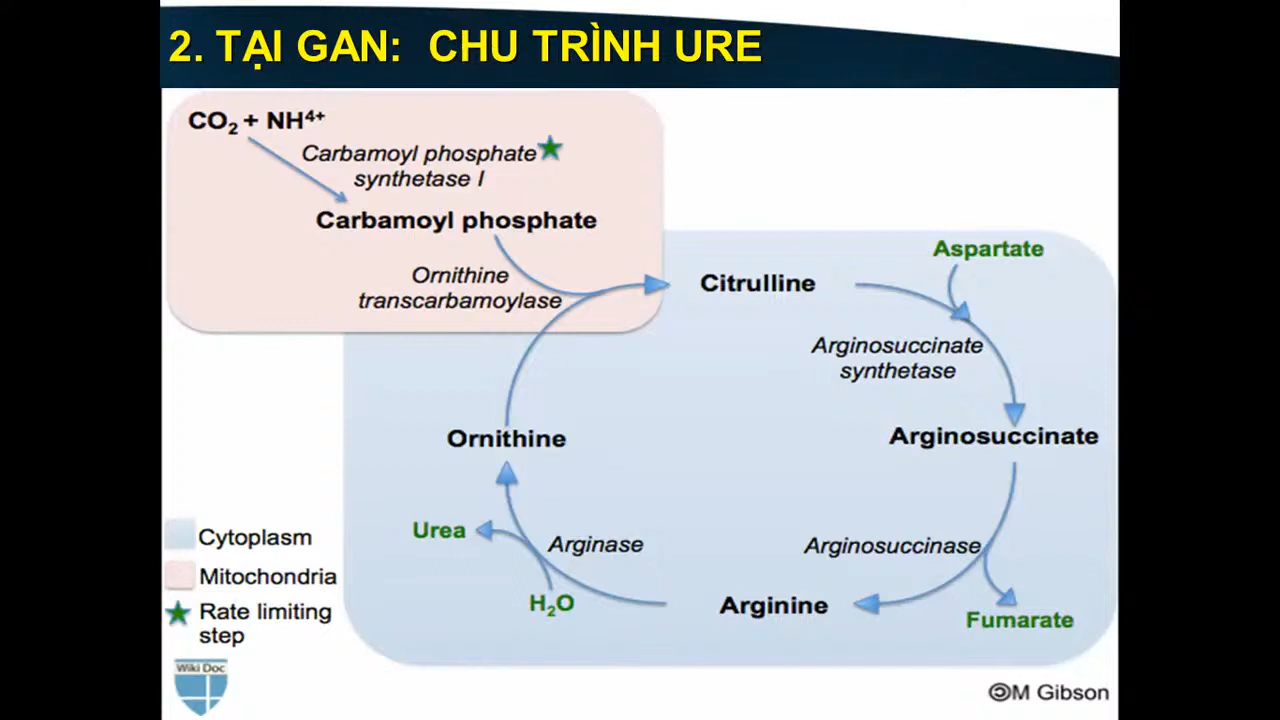 2. TẠI GAN: CHU TRÌNH URE
CO₂ + NH⁴⁺
Carbamoyl phosphate
synthetase I
Carbamoyl phosphate
Ornithine
transcarbamoylase
Citrulline
Aspartate
Arginosuccinate
synthetase
Arginosuccinate
Ornithine
Urea
Arginase
H₂O
Arginine
Arginosuccinase
Fumarate
Cytoplasm
Mitochondria
Rate limiting
step
Wiki Doc
🄯M Gibson